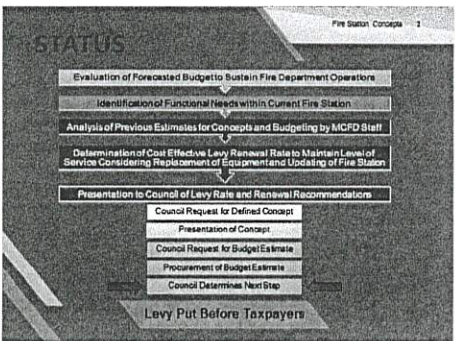 Fire Station Concepts 2
STATUS
Evaluation of Forecasted Budget to Sustain Fire Department Operations
Identification of Functional Needs within Current Fire Station
Analysis of Previous Estimates for Concepts and Budgeting by MCFD Staff
Determination of Cost Effective Levy Renewal Rate to Maintain Level of
Service Considering Replacement of Equipment and Updating of Fire Station
Presentation to Council of Levy Rate and Renewal Recommendations
Council Request for Defined Concept
Presentation of Concept
Council Request for Budget Estimate
Procurement of Budget Estimate
Council Determines Next Step
Levy Put Before Taxpayers